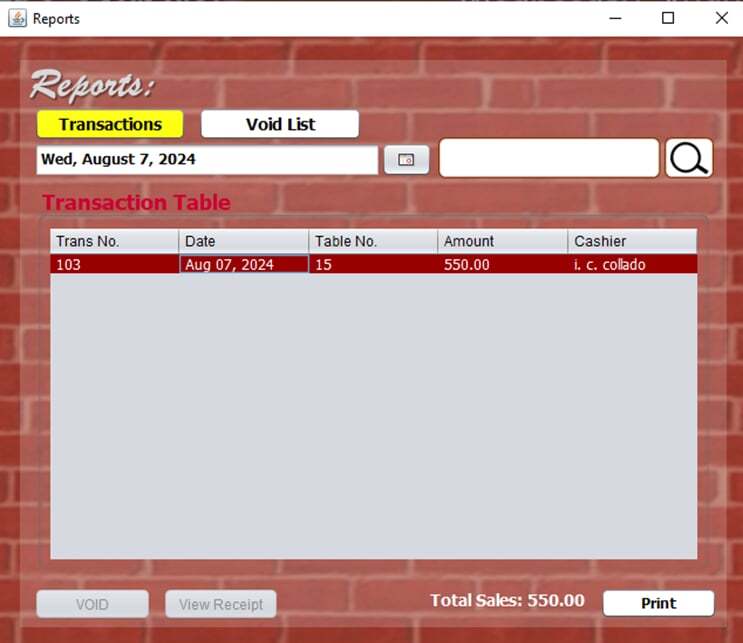 Reports
Reports:
Transactions Void List
Wed, August 7, 2024
Transaction Table
Trans No. Date Table No. Amount Cashier
103 Aug 07, 2024 15 550.00 i. c. collado
VOID View Receipt Total Sales: 550.00 Print